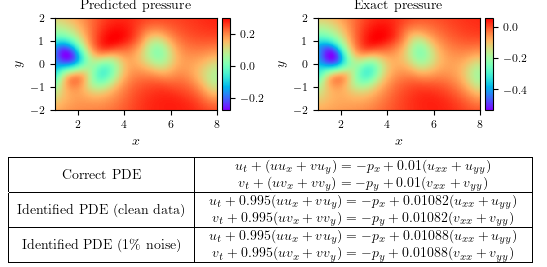 Predicted pressure
Exact pressure
2
1
0
−1
−2
y
2 4 6 8
x
0.2
0.0
−0.2
2
1
0
−1
−2
y
2 4 6 8
x
0.0
−0.2
−0.4
Correct PDE
u_t + (uu_x + vu_y) = −p_x + 0.01(u_xx + u_yy)
v_t + (uv_x + vv_y) = −p_y + 0.01(v_xx + v_yy)
Identified PDE (clean data)
u_t + 0.995(uu_x + vu_y) = −p_x + 0.01082(u_xx + u_yy)
v_t + 0.995(uv_x + vv_y) = −p_y + 0.01082(v_xx + v_yy)
Identified PDE (1% noise)
u_t + 0.995(uu_x + vu_y) = −p_x + 0.01088(u_xx + u_yy)
v_t + 0.995(uv_x + vv_y) = −p_y + 0.01088(v_xx + v_yy)